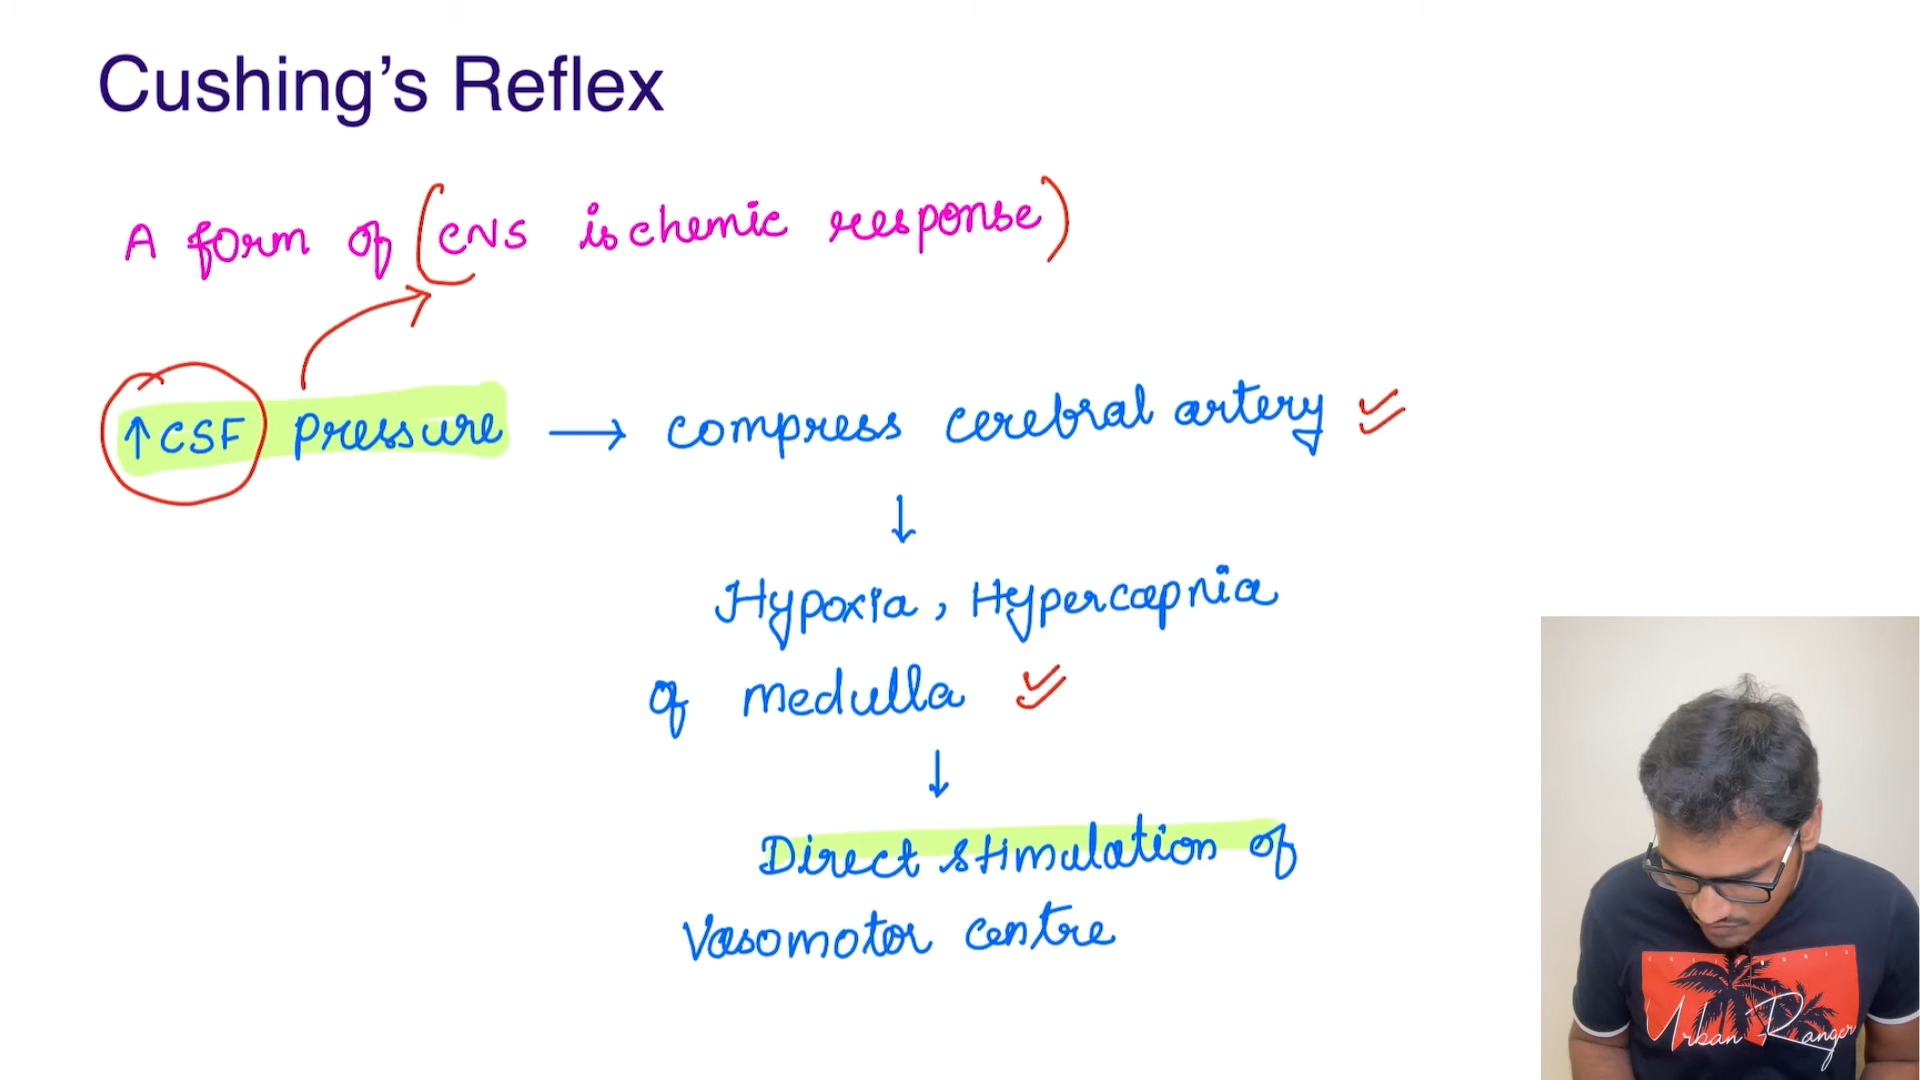 Cushing’s Reflex
A form of (CNS ischemic response)
↑CSF pressure → compress cerebral artery
↓
Hypoxia, Hypercapnia
of medulla
↓
Direct stimulation of
Vasomotor centre
CALIFORNIA
Urban Ranger